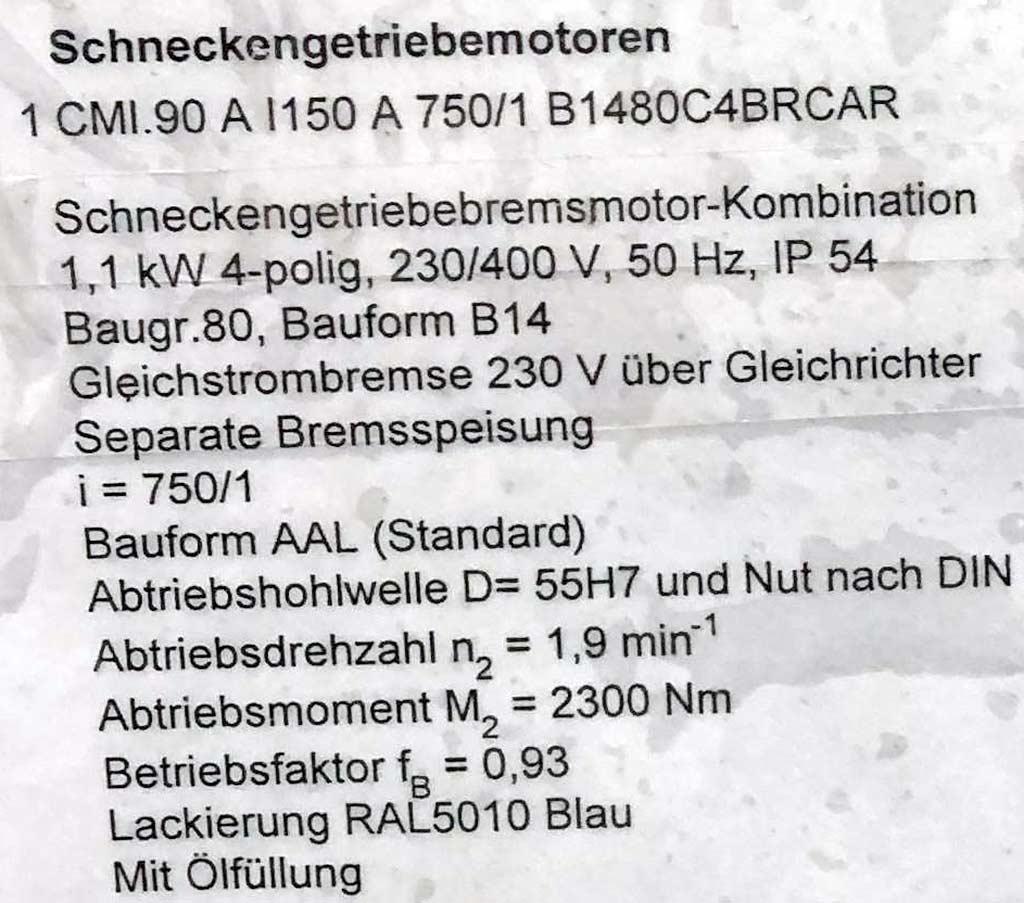 Schneckengetriebemotoren
1 CMI.90 A I150 A 750/1 B1480C4BRCAR
Schneckengetriebebremsmotor-Kombination
1,1 kW 4-polig, 230/400 V, 50 Hz, IP 54
Baugr.80, Bauform B14
Gleichstrombremse 230 V über Gleichrichter
Separate Bremsspeisung
i = 750/1
Bauform AAL (Standard)
Abtriebshohlwelle D= 55H7 und Nut nach DIN
Abtriebsdrehzahl n₂ = 1,9 min⁻¹
Abtriebsmoment M₂ = 2300 Nm
Betriebsfaktor fB = 0,93
Lackierung RAL5010 Blau
Mit Ölfüllung